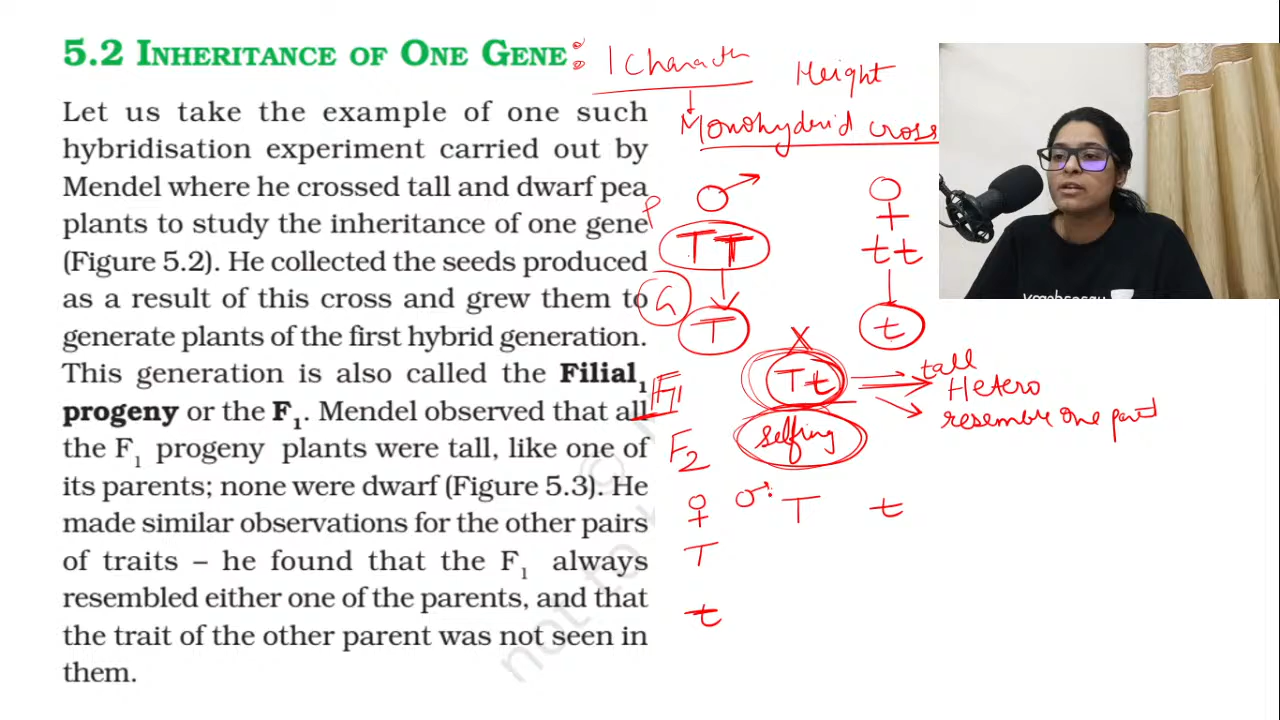 5.2 INHERITANCE OF ONE GENE :
Let us take the example of one such
hybridisation experiment carried out by
Mendel where he crossed tall and dwarf pea
plants to study the inheritance of one gene
(Figure 5.2). He collected the seeds produced
as a result of this cross and grew them to
generate plants of the first hybrid generation.
This generation is also called the Filial₁
progeny or the F₁. Mendel observed that all
the F₁ progeny plants were tall, like one of
its parents; none were dwarf (Figure 5.3). He
made similar observations for the other pairs
of traits – he found that the F₁ always
resembled either one of the parents, and that
the trait of the other parent was not seen in
them.
not to
1 Character
Height
Monohybrid cross
P ♂ ♀
TT tt
G T t
X
F1 Tt tall
Hetero
resemble one parent
selfing
F2
♀ ♂ T t
T
t